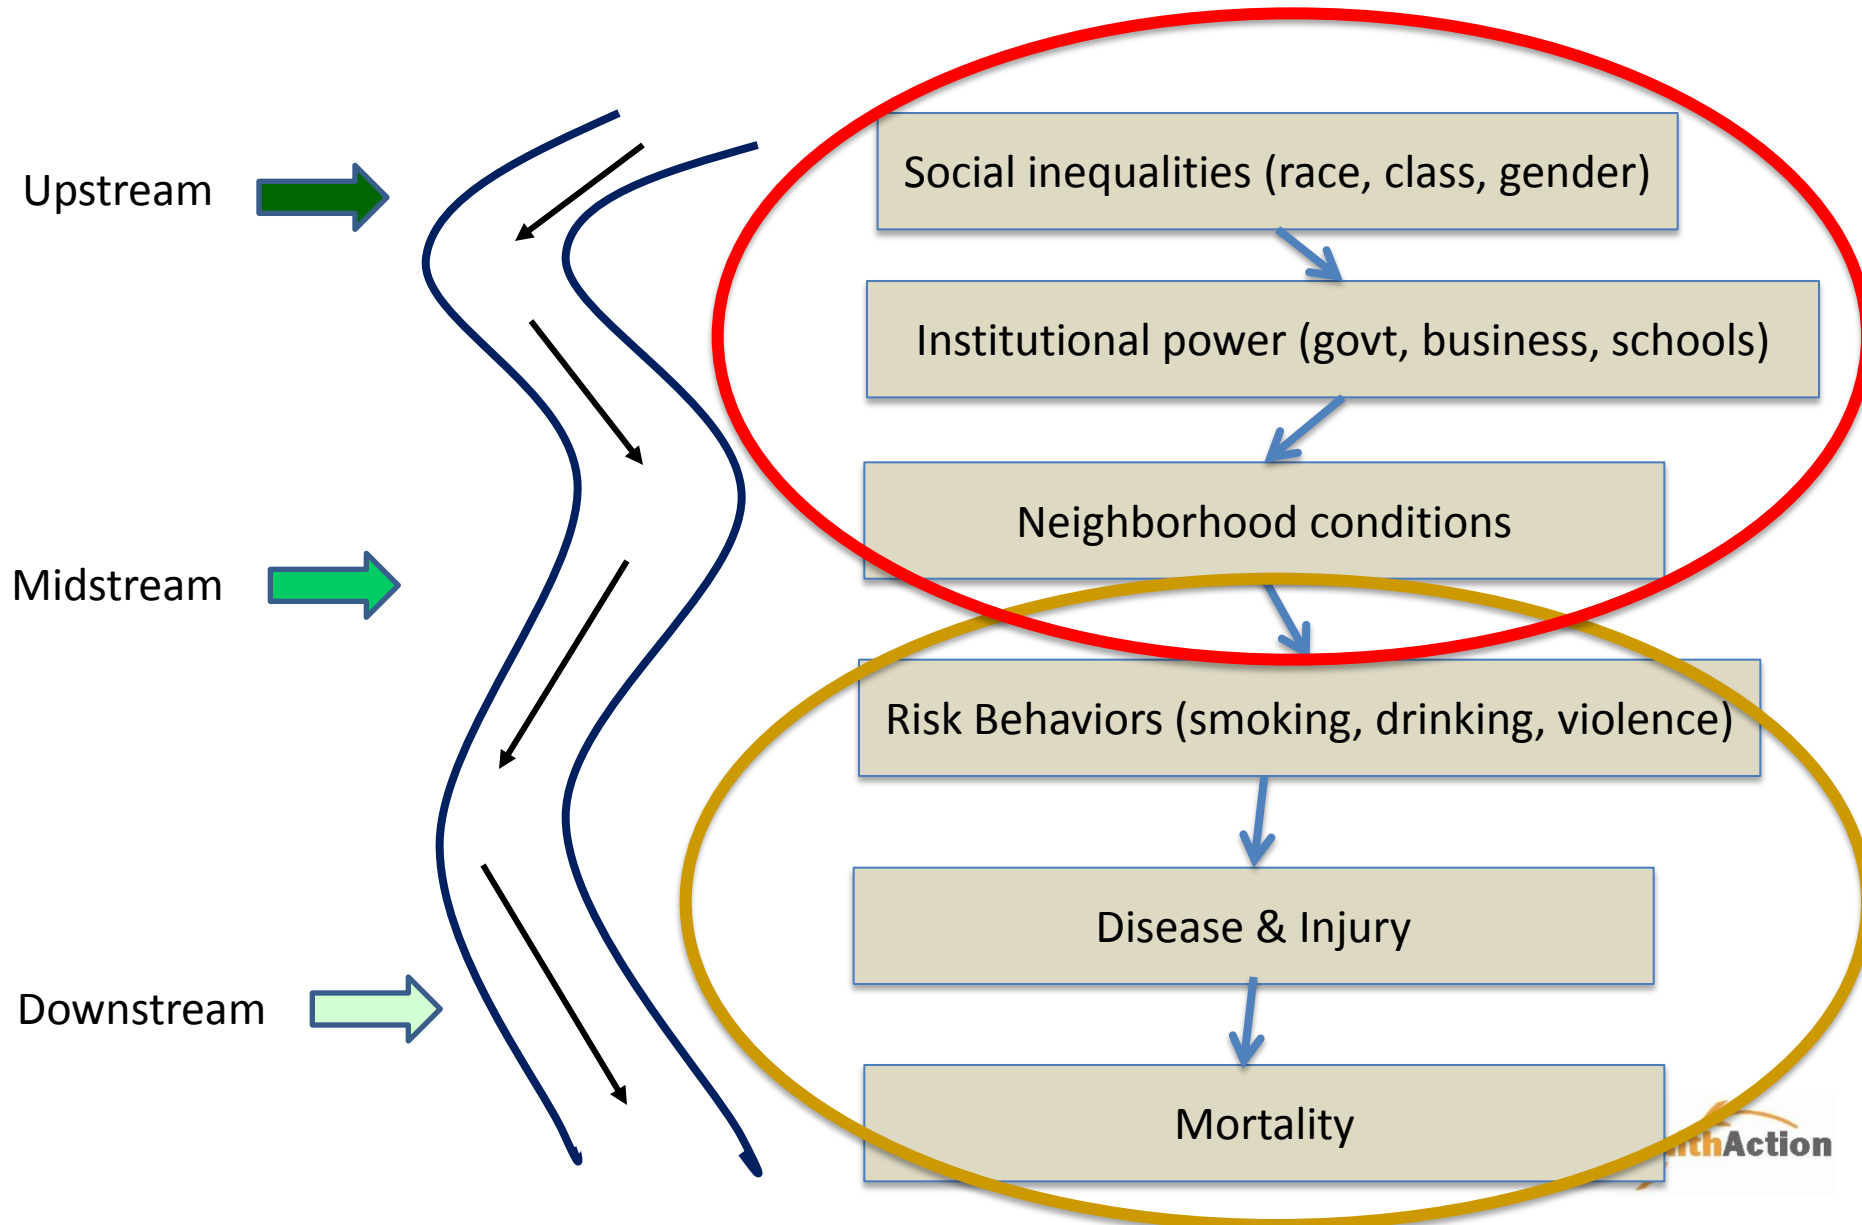 Upstream
Social inequalities (race, class, gender)
Institutional power (govt, business, schools)
Neighborhood conditions
Midstream
Risk Behaviors (smoking, drinking, violence)
Disease & Injury
Downstream
Mortality
Action